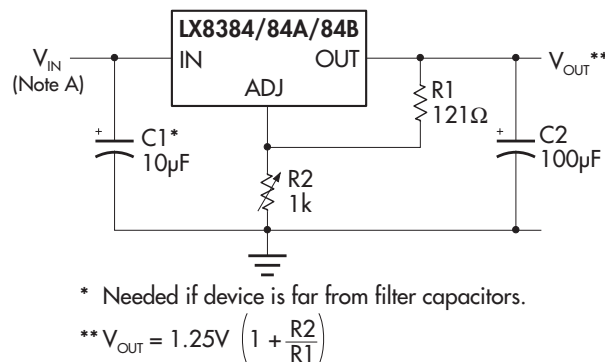 LX8384/84A/84B
V_IN
(Note A)
IN
OUT
ADJ
V_OUT**
R1
121Ω
C1*
10µF
+
R2
1k
C2
100µF
+
* Needed if device is far from filter capacitors.
** V_OUT = 1.25V (1 + R2/R1)